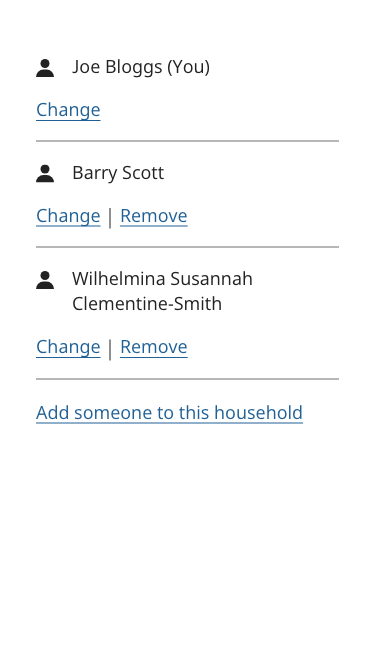 Joe Bloggs (You)
Change
Barry Scott
Change | Remove
Wilhelmina Susannah
Clementine-Smith
Change | Remove
Add someone to this household